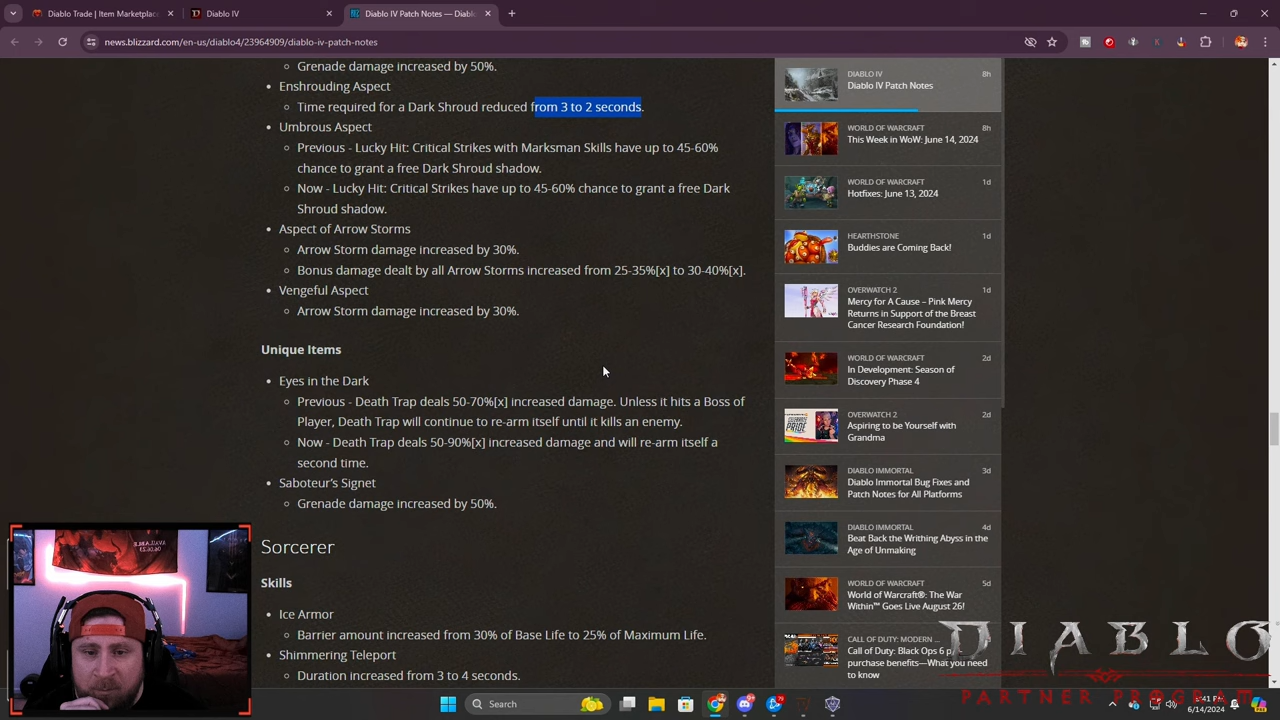 Diablo Trade | Item Marketplace
Diablo IV
Diablo IV Patch Notes — Diabl
news.blizzard.com/en-us/diablo4/23964909/diablo-iv-patch-notes
Grenade damage increased by 50%.
Enshrouding Aspect
Time required for a Dark Shroud reduced from 3 to 2 seconds.
Umbrous Aspect
Previous - Lucky Hit: Critical Strikes with Marksman Skills have up to 45-60%
chance to grant a free Dark Shroud shadow.
Now - Lucky Hit: Critical Strikes have up to 45-60% chance to grant a free Dark
Shroud shadow.
Aspect of Arrow Storms
Arrow Storm damage increased by 30%.
Bonus damage dealt by all Arrow Storms increased from 25-35%[x] to 30-40%[x].
Vengeful Aspect
Arrow Storm damage increased by 30%.
Unique Items
Eyes in the Dark
Previous - Death Trap deals 50-70%[x] increased damage. Unless it hits a Boss of
Player, Death Trap will continue to re-arm itself until it kills an enemy.
Now - Death Trap deals 50-90%[x] increased damage and will re-arm itself a
second time.
Saboteur's Signet
Grenade damage increased by 50%.
Sorcerer
Skills
Ice Armor
Barrier amount increased from 30% of Base Life to 25% of Maximum Life.
Shimmering Teleport
Duration increased from 3 to 4 seconds.
DIABLO IV 8h
Diablo IV Patch Notes
WORLD OF WARCRAFT 8h
This Week in WoW: June 14, 2024
WORLD OF WARCRAFT 1d
Hotfixes: June 13, 2024
HEARTHSTONE 1d
Buddies are Coming Back!
OVERWATCH 2 1d
Mercy for A Cause – Pink Mercy
Returns in Support of the Breast
Cancer Research Foundation!
WORLD OF WARCRAFT 2d
In Development: Season of
Discovery Phase 4
OVERWATCH 2 2d
Aspiring to be Yourself with
Grandma
DIABLO IMMORTAL 3d
Diablo Immortal Bug Fixes and
Patch Notes for All Platforms
DIABLO IMMORTAL 4d
Beat Back the Writhing Abyss in the
Age of Unmaking
WORLD OF WARCRAFT 5d
World of Warcraft®: The War
Within™ Goes Live August 26!
CALL OF DUTY: MODERN ...
Call of Duty: Black Ops 6 p
purchase benefits—What you
need to know
DIABLO
PARTNER PROGRAM
Search
6/14/2024